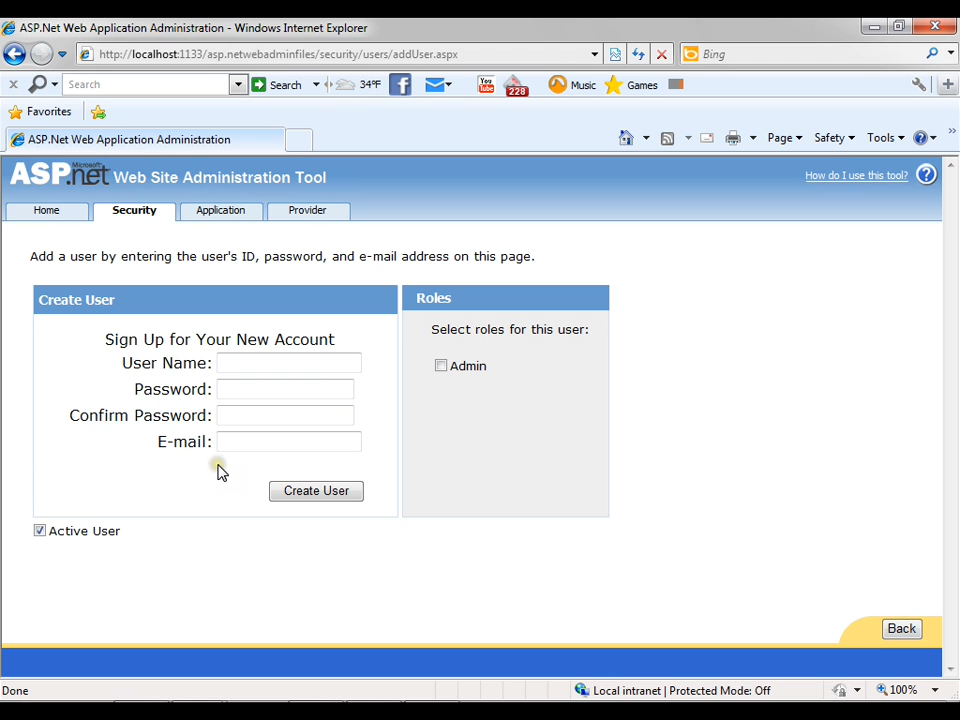 ASP.Net Web Application Administration - Windows Internet Explorer
http://localhost:1133/asp.netwebadminfiles/security/users/addUser.aspx
Bing
Search
Search
34°F
You Tube
228
Music
Games
Favorites
ASP.Net Web Application Administration
Page
Safety
Tools
Microsoft
ASP.net Web Site Administration Tool
How do I use this tool?
Home
Security
Application
Provider
Add a user by entering the user's ID, password, and e-mail address on this page.
Create User
Sign Up for Your New Account
User Name:
Password:
Confirm Password:
E-mail:
Create User
Active User
Roles
Select roles for this user:
Admin
Back
Done
Local intranet | Protected Mode: Off
100%